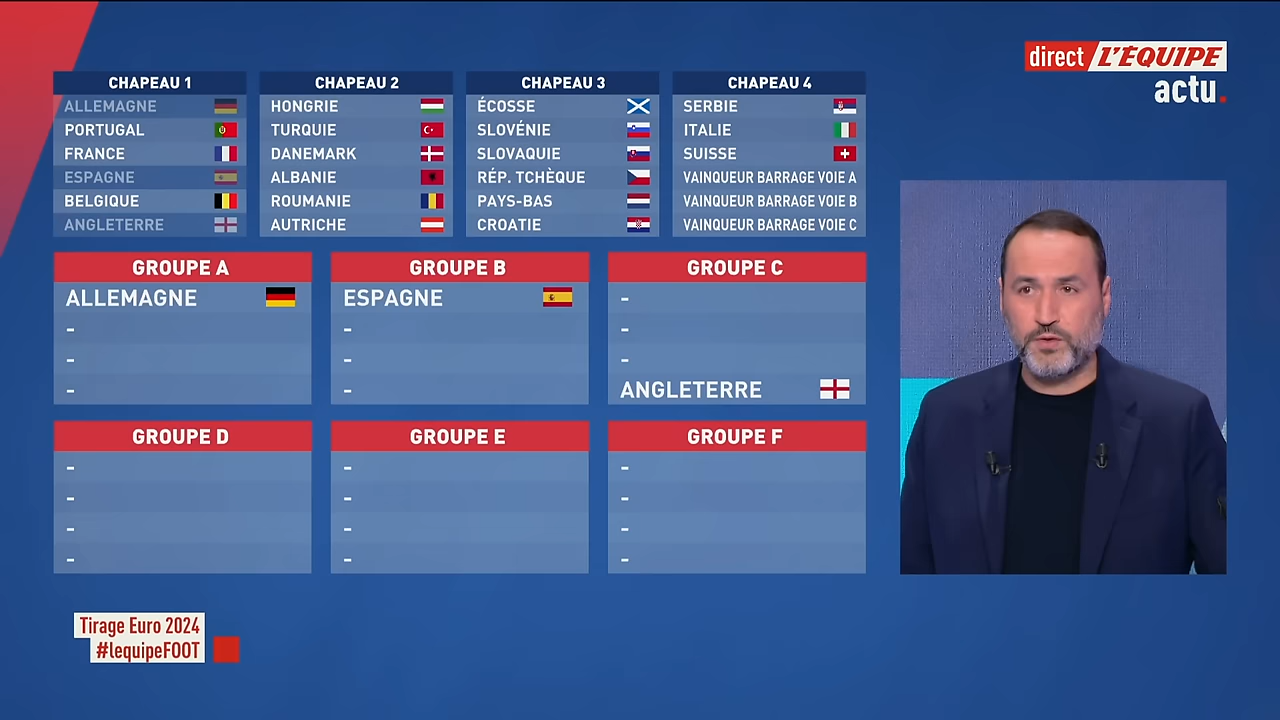 direct L'ÉQUIPE
actu.
CHAPEAU 1
ALLEMAGNE
PORTUGAL
FRANCE
ESPAGNE
BELGIQUE
ANGLETERRE
CHAPEAU 2
HONGRIE
TURQUIE
DANEMARK
ALBANIE
ROUMANIE
AUTRICHE
CHAPEAU 3
ÉCOSSE
SLOVÉNIE
SLOVAQUIE
RÉP. TCHÈQUE
PAYS-BAS
CROATIE
CHAPEAU 4
SERBIE
ITALIE
SUISSE
VAINQUEUR BARRAGE VOIE A
VAINQUEUR BARRAGE VOIE B
VAINQUEUR BARRAGE VOIE C
GROUPE A
ALLEMAGNE
-
-
-
GROUPE B
ESPAGNE
-
-
-
GROUPE C
-
-
-
ANGLETERRE
GROUPE D
-
-
-
-
GROUPE E
-
-
-
-
GROUPE F
-
-
-
-
Tirage Euro 2024
#lequipeFOOT